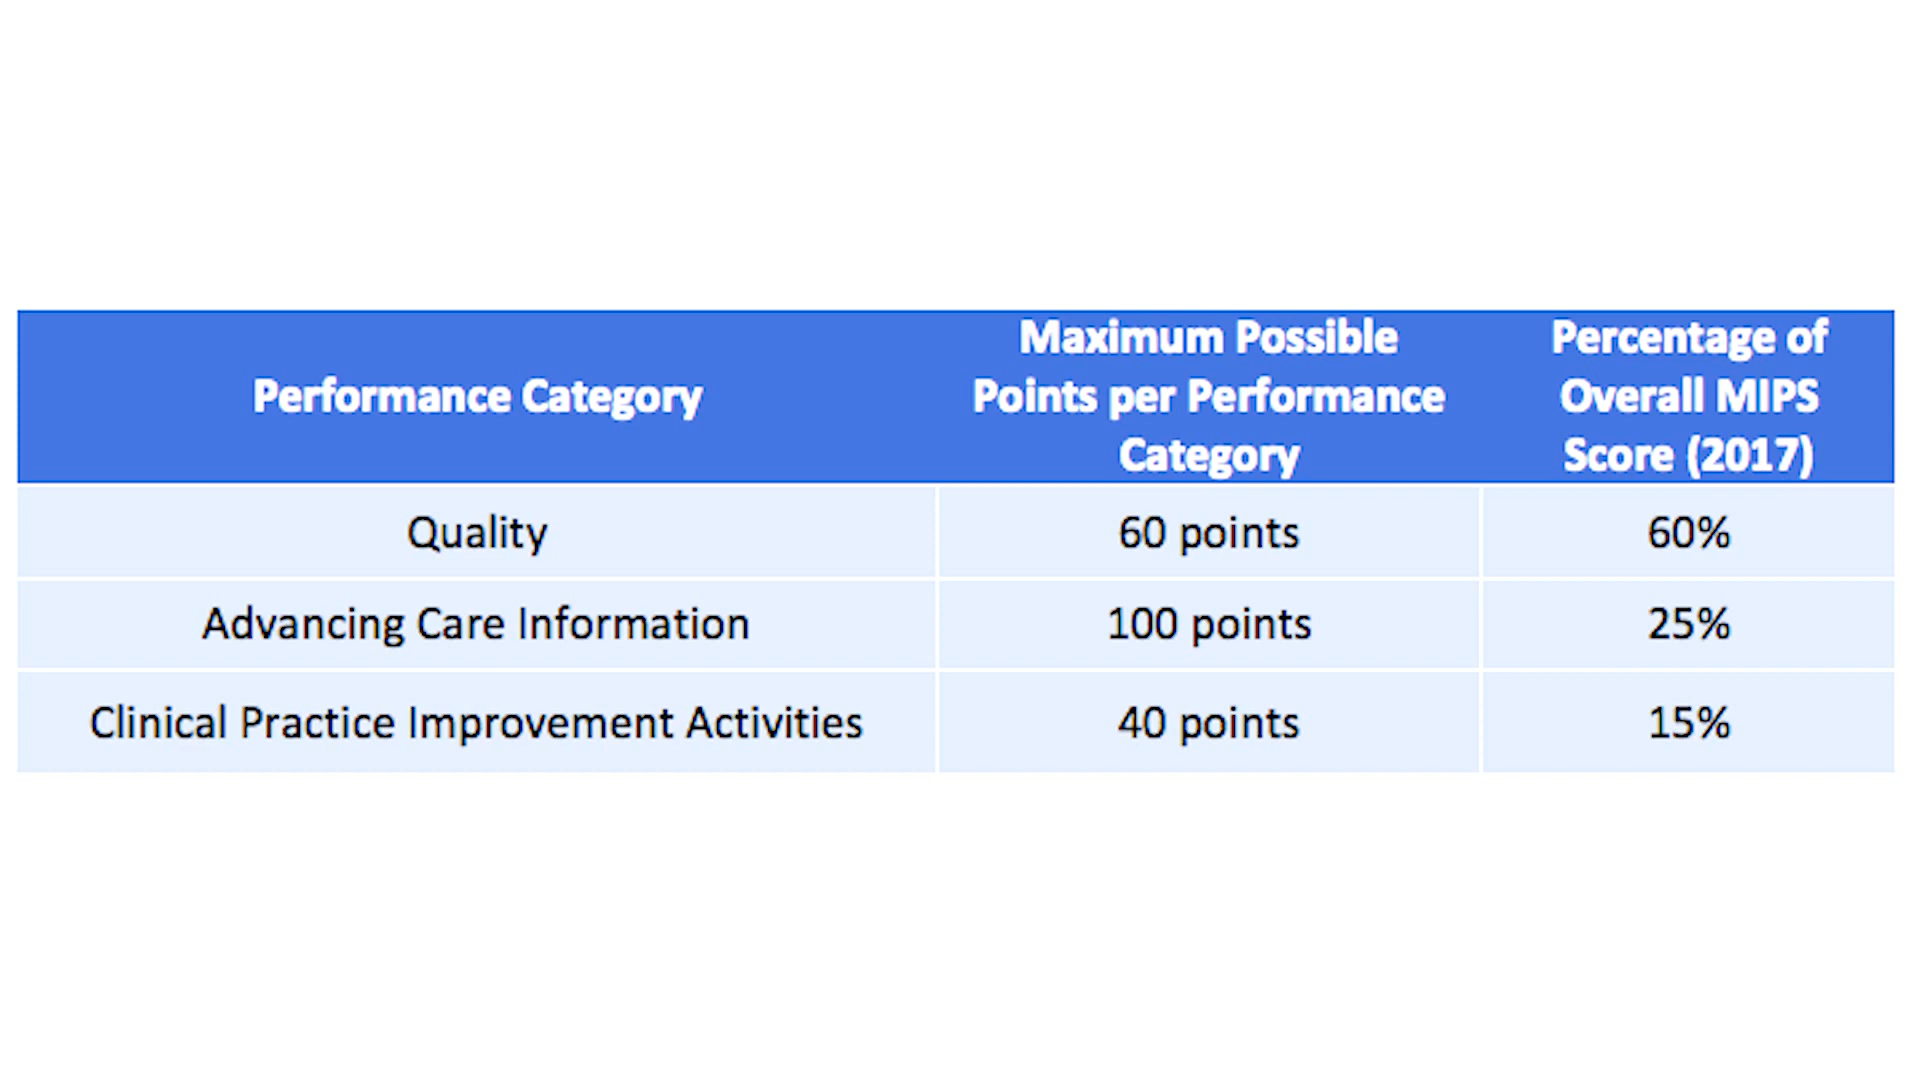 Performance Category
Maximum Possible
Points per Performance
Category
Percentage of
Overall MIPS
Score (2017)
Quality
60 points
60%
Advancing Care Information
100 points
25%
Clinical Practice Improvement Activities
40 points
15%